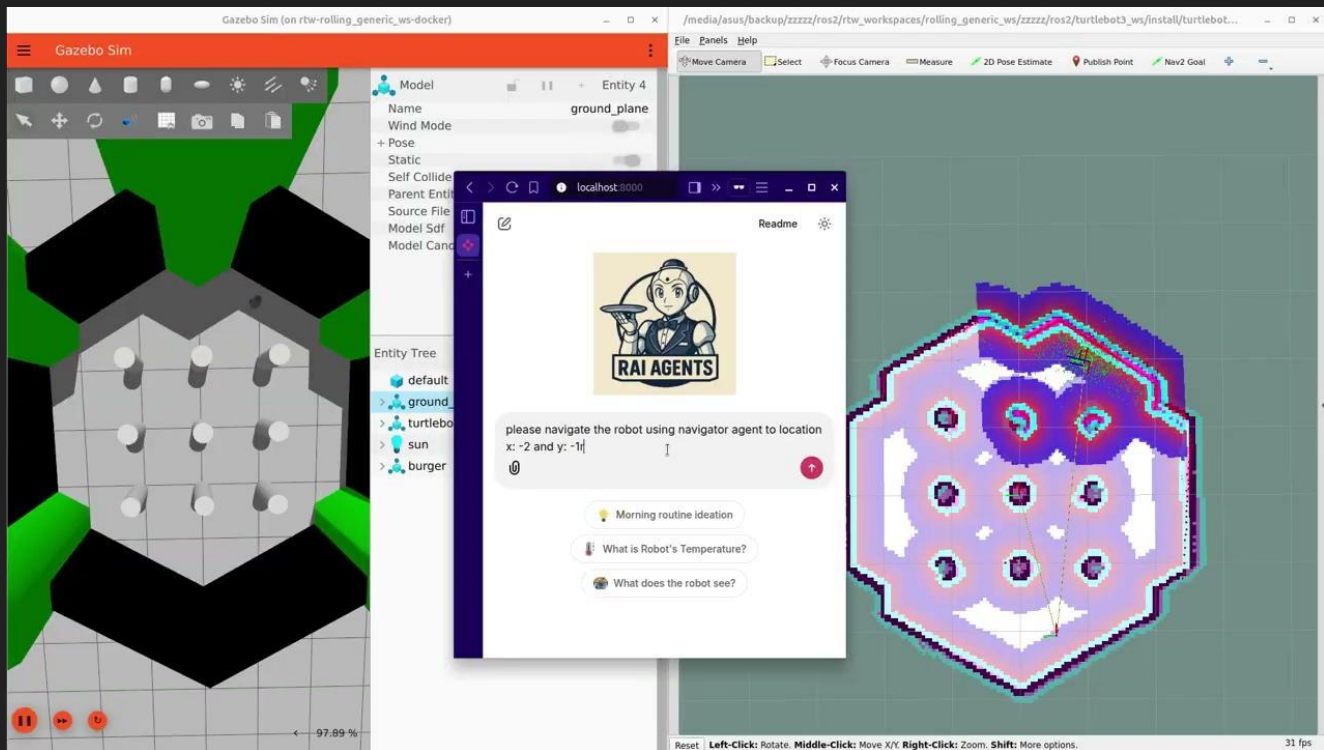 Gazebo Sim (on rtw-rolling_generic_ws-docker)
/media/asus/backup/zzzzz/ros2/rtw_workspaces/rolling_generic_ws/zzzzz/ros2/turtlebot3_ws/install/turtlebot...
Gazebo Sim
File Panels Help
Move Camera Select Focus Camera Measure 2D Pose Estimate Publish Point Nav2 Goal
Model Entity 4
Name ground_plane
Wind Mode
Pose
Static
Self Collide
Parent Entit
Source File
Model Sdf
Model Cano
Entity Tree
default
ground_
turtlebo
sun
burger
97.89 %
localhost:8000
Readme
RAI AGENTS
please navigate the robot using navigator agent to location
x: -2 and y: -1r
Morning routine ideation
What is Robot's Temperature?
What does the robot see?
Reset Left-Click: Rotate. Middle-Click: Move X/Y. Right-Click: Zoom. Shift: More options.
31 fps